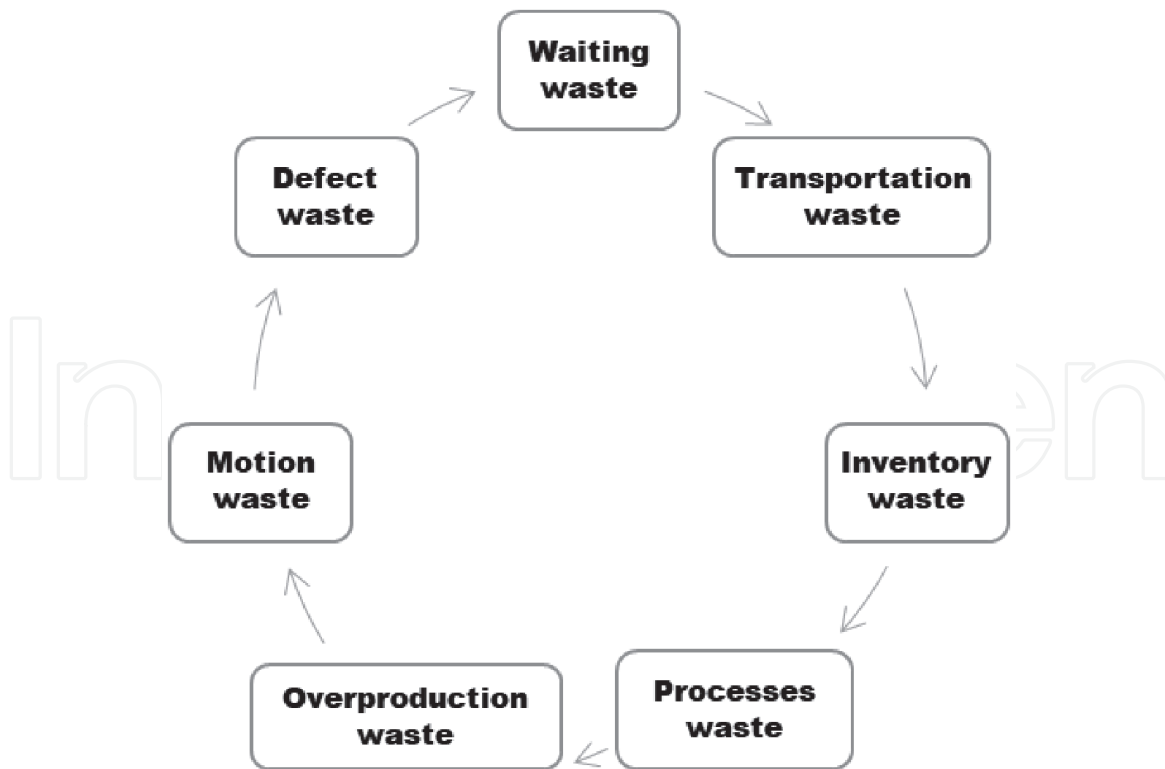 Waiting
waste
Transportation
waste
Inventory
waste
Processes
waste
Overproduction
waste
Motion
waste
Defect
waste